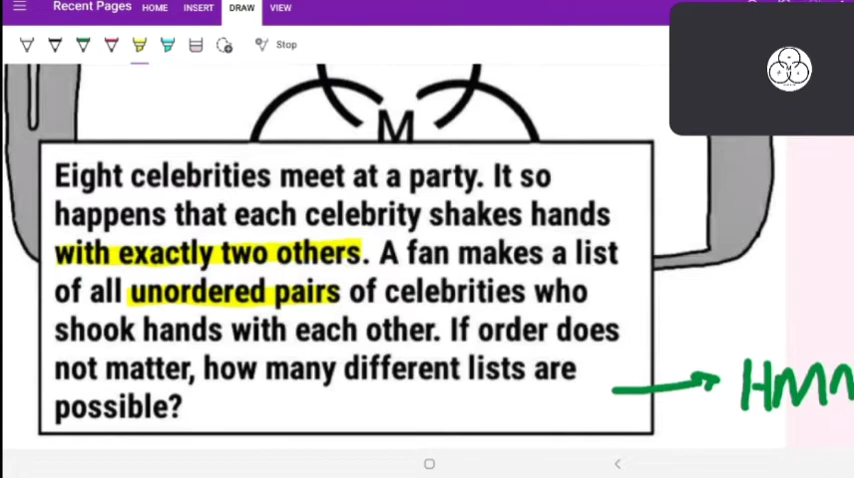 Recent Pages HOME INSERT DRAW VIEW
Stop
M
Eight celebrities meet at a party. It so
happens that each celebrity shakes hands
with exactly two others. A fan makes a list
of all unordered pairs of celebrities who
shook hands with each other. If order does
not matter, how many different lists are
possible?